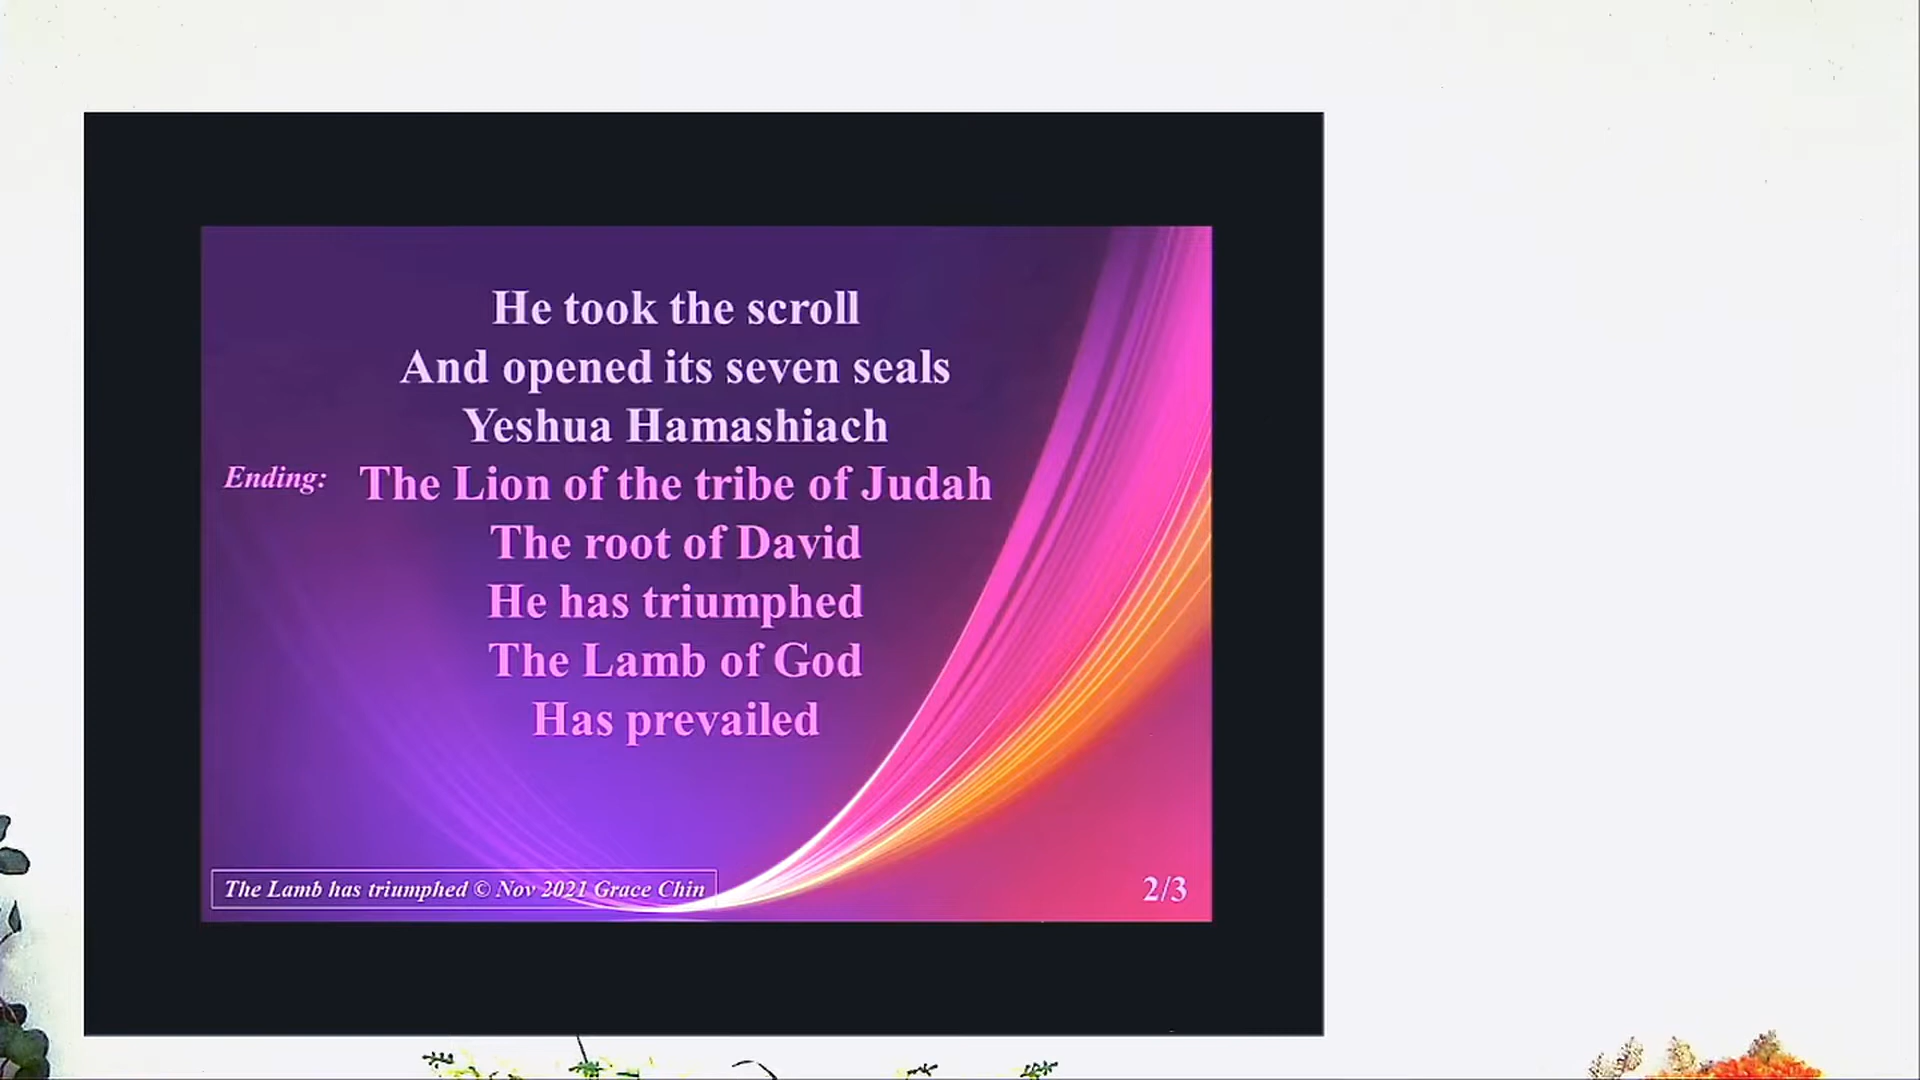 He took the scroll
And opened its seven seals
Yeshua Hamashiach
Ending: The Lion of the tribe of Judah
The root of David
He has triumphed
The Lamb of God
Has prevailed
The Lamb has triumphed © Nov 2021 Grace Chin
2/3